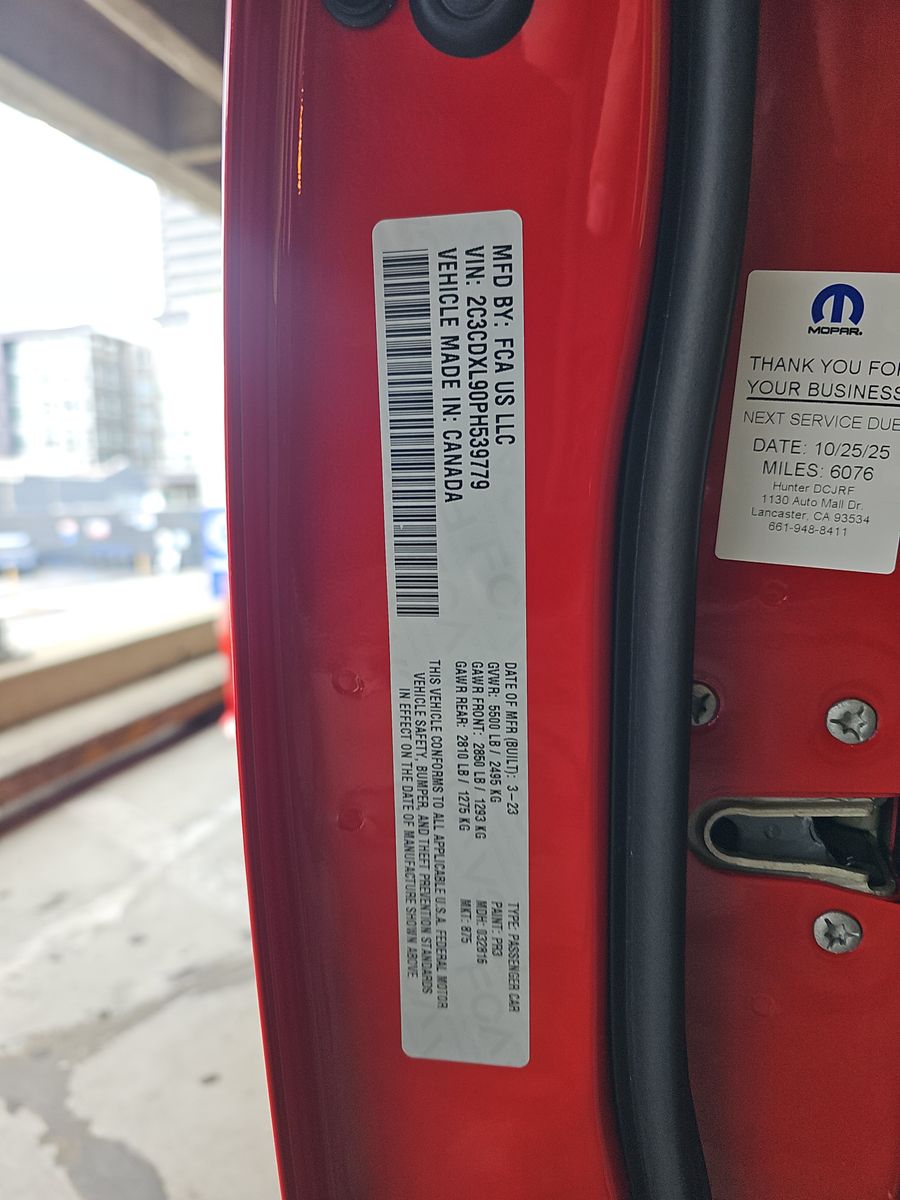 MFD BY: FCA US LLC
VIN: 2C3CDXL90PH539779
VEHICLE MADE IN: CANADA
DATE OF MFR (BUILT): 3-23
GVWR: 5500 LB / 2495 KG
GAWR FRONT: 2850 LB / 1293 KG
GAWR REAR: 2810 LB / 1275 KG
THIS VEHICLE CONFORMS TO ALL APPLICABLE U.S.A. FEDERAL MOTOR
VEHICLE SAFETY, BUMPER, AND THEFT PREVENTION STANDARDS
IN EFFECT ON THE DATE OF MANUFACTURE SHOWN ABOVE
TYPE: PASSENGER CAR
PAINT: PR3
MDH: 032816
MKT: 875
MOPAR.
THANK YOU FOR
YOUR BUSINESS
NEXT SERVICE DUE
DATE: 10/25/25
MILES: 6076
Hunter DCJRF
1130 Auto Mall Dr.
Lancaster, CA 93534
661-948-8411